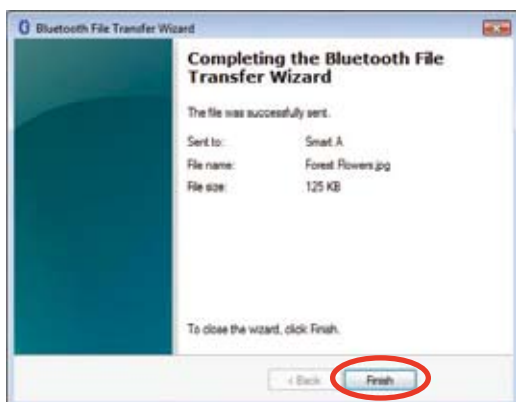 Bluetooth File Transfer Wizard
Completing the Bluetooth File
Transfer Wizard
The file was successfully sent.
Sent to: Smart A
File name: Forest Flowers.jpg
File size: 125 KB
To close the wizard, click Finish.
< Back Finish